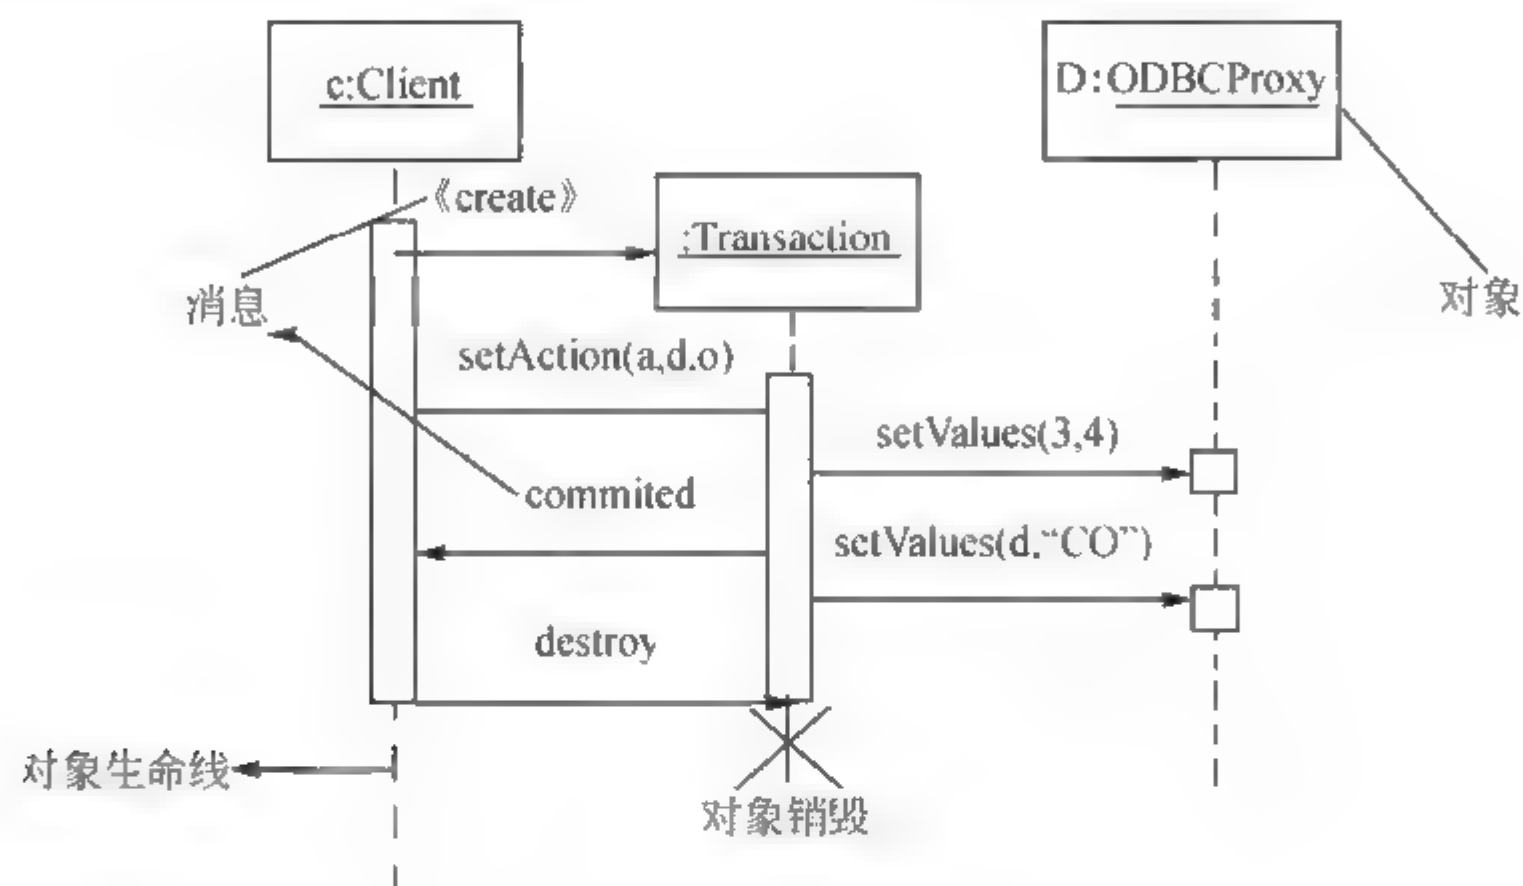 c:Client
D:ODBCProxy
《create》
:Transaction
消息
对象
setAction(a,d.o)
setValues(3,4)
commited
setValues(d.“CO”)
destroy
对象生命线
对象销毁